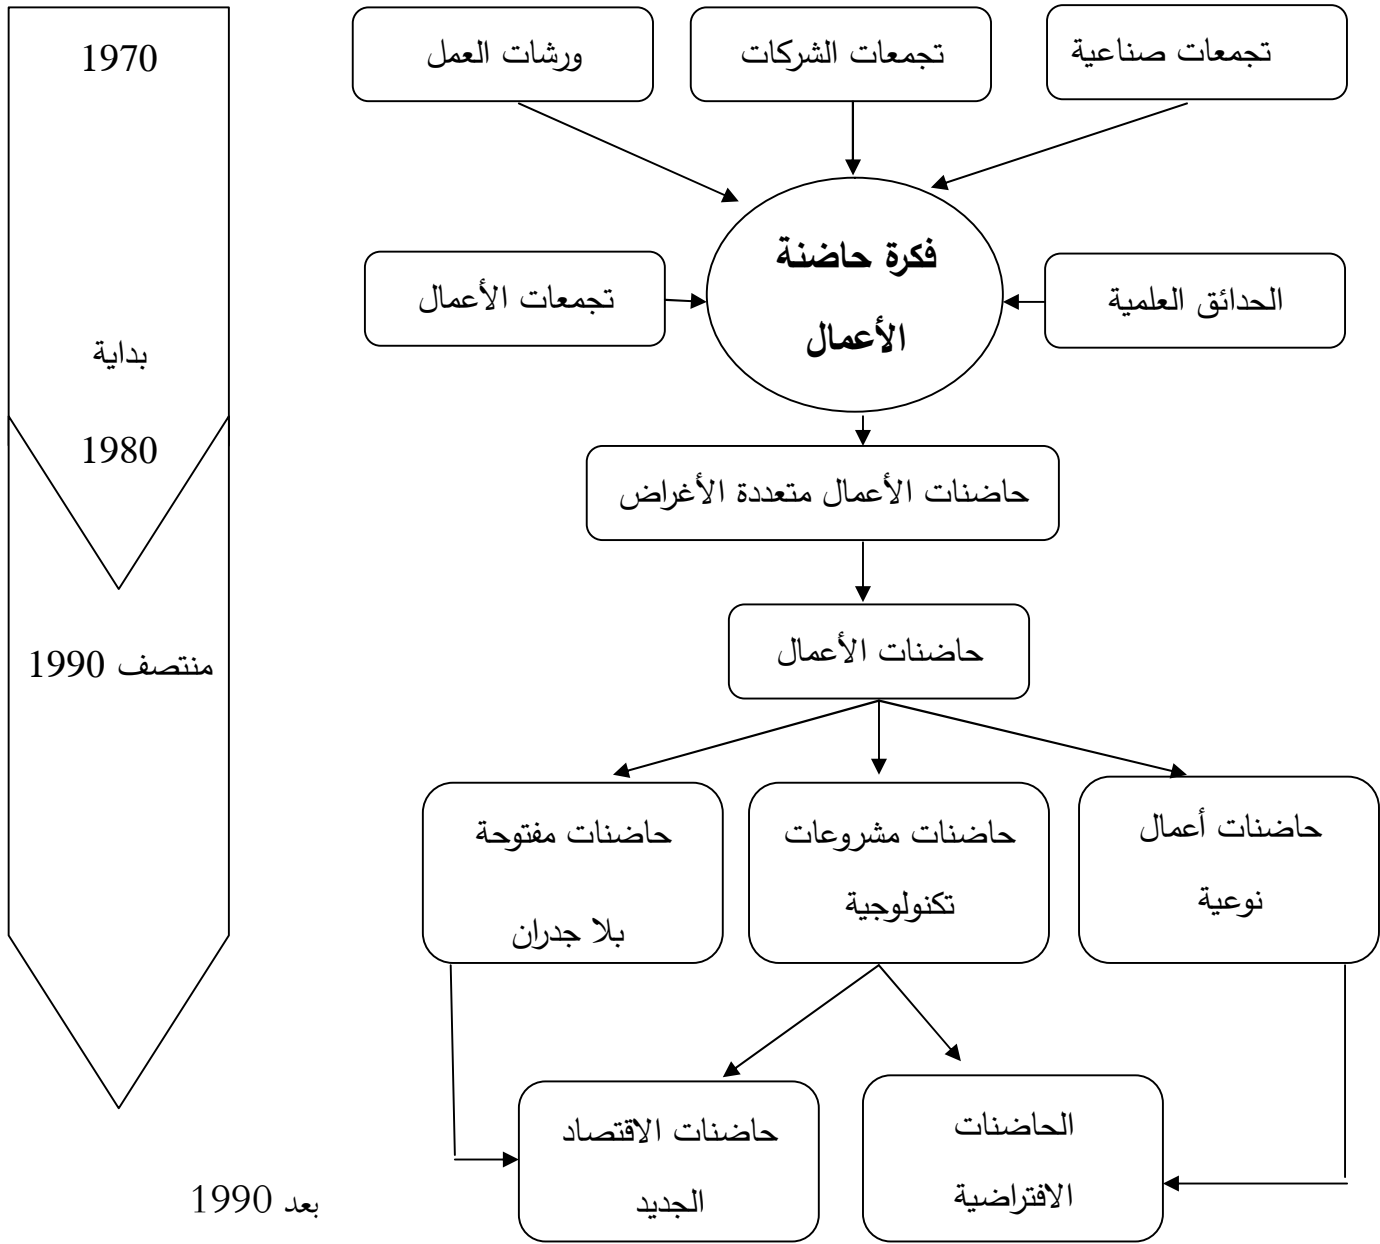 1970
تجمعات صناعية
تجمعات الشركات
ورشات العمل
فكرة حاضنة
الأعمال
الحدائق العلمية
تجمعات الأعمال
بداية
1980
حاضنات الأعمال متعددة الأغراض
حاضنات الأعمال
منتصف 1990
حاضنات أعمال
نوعية
حاضنات مشروعات
تكنولوجية
حاضنات مفتوحة
بلا جدران
الحاضنات
الافتراضية
حاضنات الاقتصاد
الجديد
بعد 1990